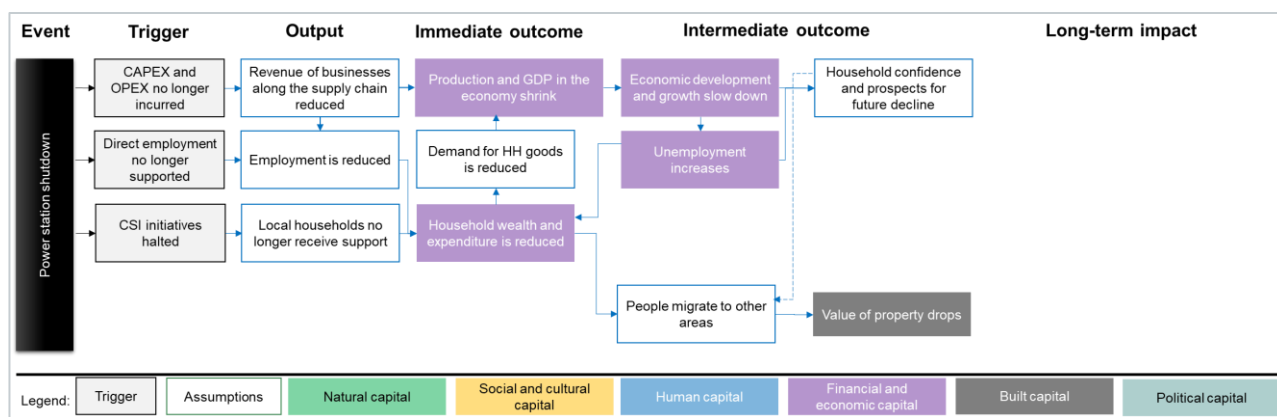 Event
Trigger
Output
Immediate outcome
Intermediate outcome
Long-term impact
Power station shutdown
CAPEX and
OPEX no longer
incurred
Revenue of businesses
along the supply chain
reduced
Production and GDP in the
economy shrink
Economic development
and growth slow down
Household confidence
and prospects for
future decline
Direct employment
no longer
supported
Employment is reduced
Demand for HH goods
is reduced
Unemployment
increases
CSI initiatives
halted
Local households no
longer receive support
Household wealth and
expenditure is reduced
People migrate to other
areas
Value of property drops
Legend:
Trigger
Assumptions
Natural capital
Social and cultural
capital
Human capital
Financial and
economic capital
Built capital
Political capital